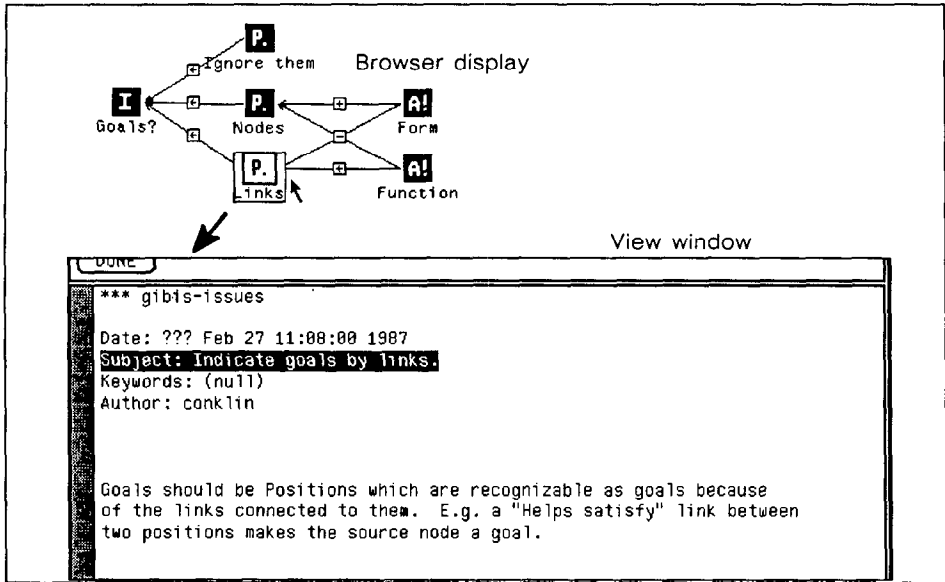 P.
Ignore them
Browser display
I
P.
A!
Goals?
Nodes
Form
P.
A!
Links
Function
View window
DONE
*** gibis-issues
Date: ??? Feb 27 11:08:00 1987
Subject: Indicate goals by links.
Keywords: (null)
Author: conklin
Goals should be Positions which are recognizable as goals because
of the links connected to them.  E.g. a "Helps satisfy" link between
two positions makes the source node a goal.